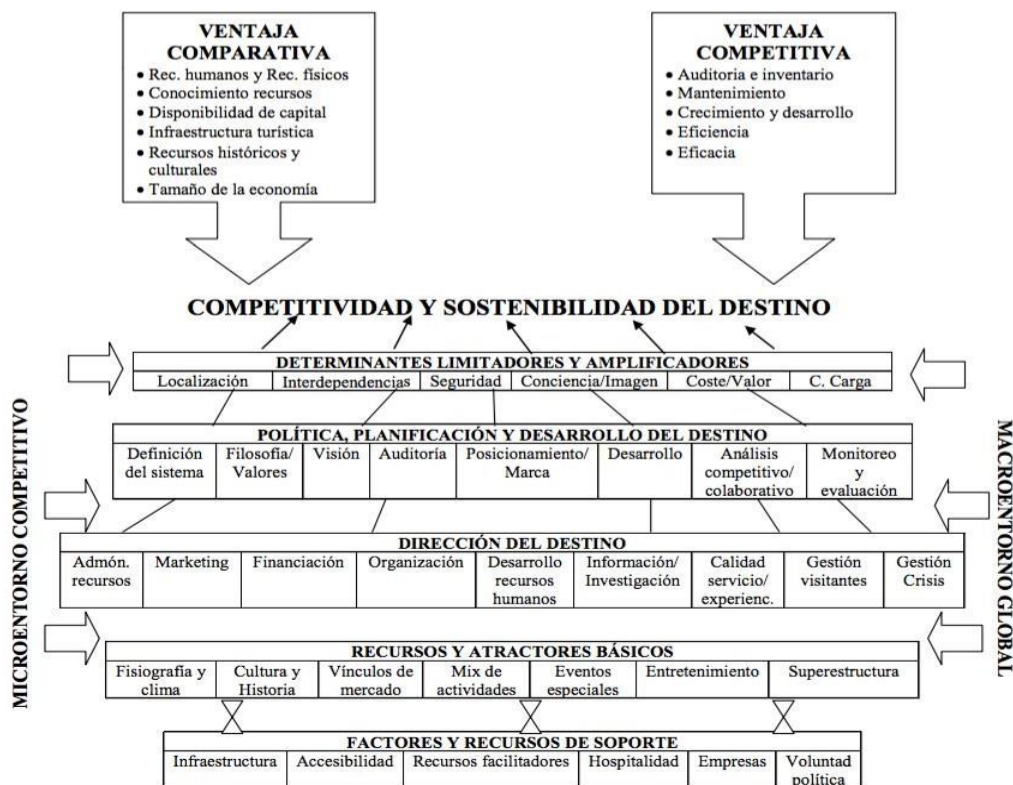 VENTAJA
COMPARATIVA
• Rec. humanos y Rec. físicos
• Conocimiento recursos
• Disponibilidad de capital
• Infraestructura turística
• Recursos históricos y
culturales
• Tamaño de la economía
VENTAJA
COMPETITIVA
• Auditoria e inventario
• Mantenimiento
• Crecimiento y desarrollo
• Eficiencia
• Eficacia
COMPETITIVIDAD Y SOSTENIBILIDAD DEL DESTINO
MICROENTORNO COMPETITIVO
DETERMINANTES LIMITADORES Y AMPLIFICADORES
Localización Interdependencias Seguridad Conciencia/Imagen Coste/Valor C. Carga
POLÍTICA, PLANIFICACIÓN Y DESARROLLO DEL DESTINO
Definición
del sistema
Filosofía/
Valores
Visión
Auditoría
Posicionamiento/
Marca
Desarrollo
Análisis
competitivo/
colaborativo
Monitoreo
y
evaluación
DIRECCIÓN DEL DESTINO
Admón.
recursos
Marketing
Financiación
Organización
Desarrollo
recursos
humanos
Información/
Investigación
Calidad
servicio/
experienc.
Gestión
visitantes
Gestión
Crisis
RECURSOS Y ATRACTORES BÁSICOS
Fisiografía y
clima
Cultura y
Historia
Vínculos de
mercado
Mix de
actividades
Eventos
especiales
Entretenimiento
Superestructura
FACTORES Y RECURSOS DE SOPORTE
Infraestructura
Accesibilidad
Recursos facilitadores
Hospitalidad
Empresas
Voluntad
política
MACROENTORNO GLOBAL